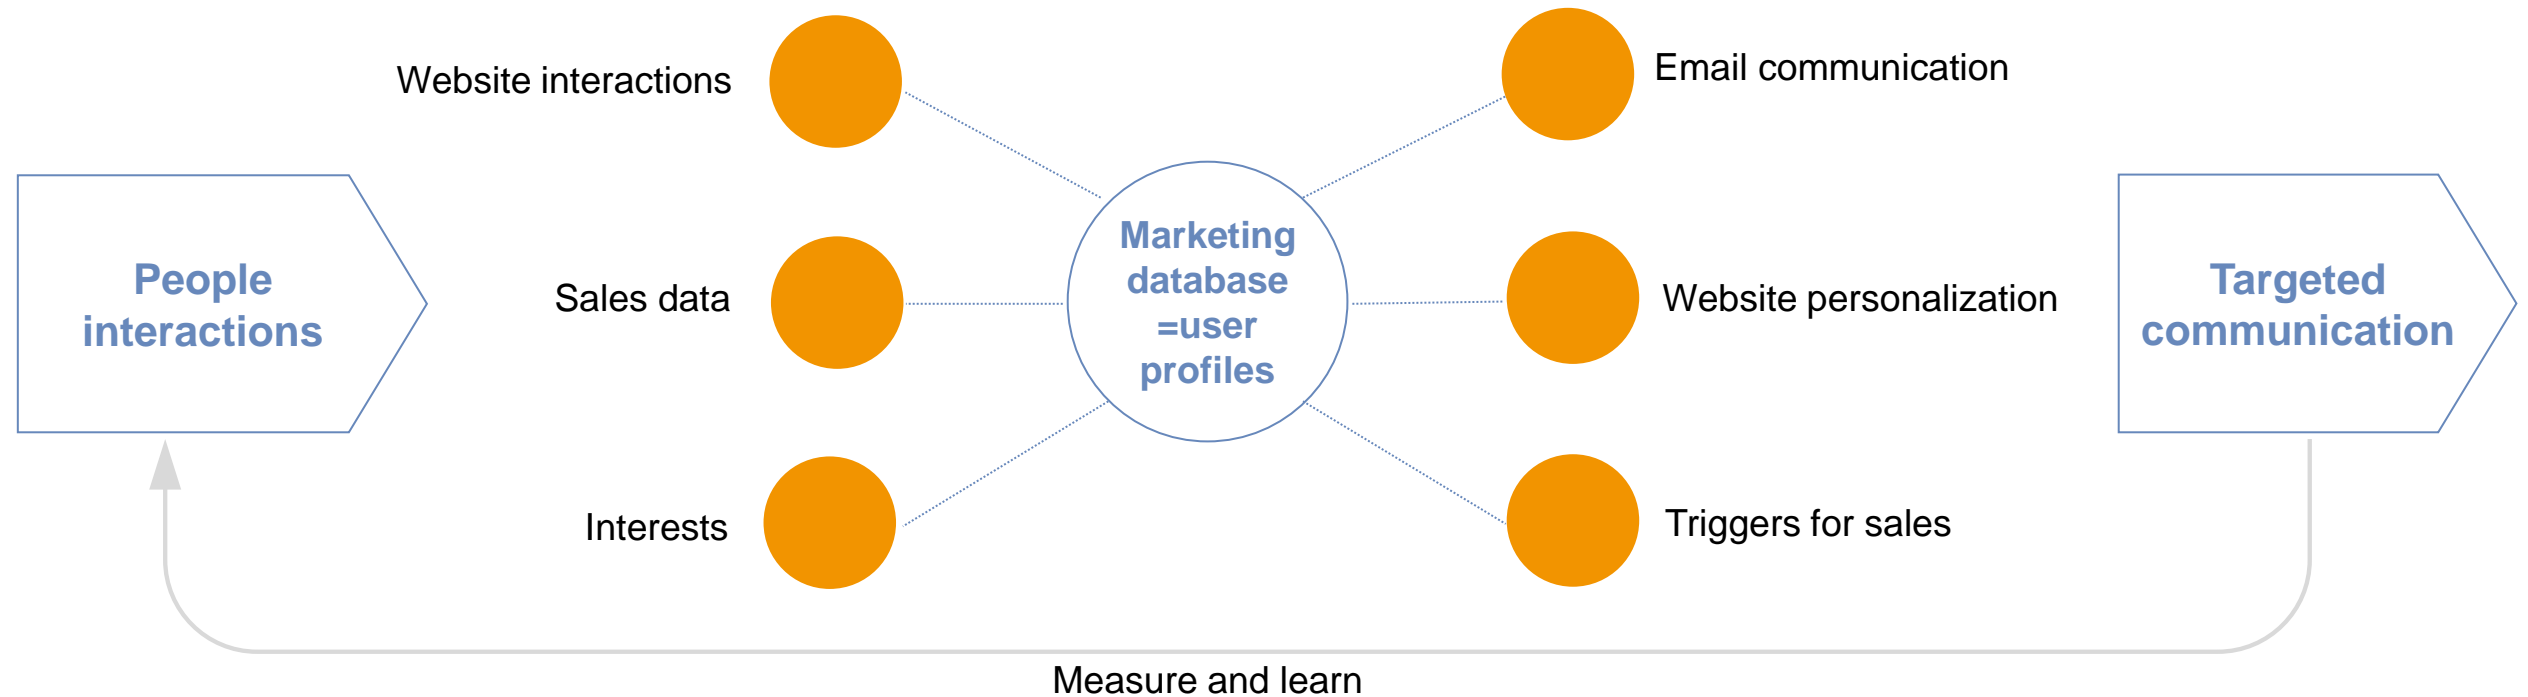 People
interactions
Website interactions
Sales data
Interests
Marketing
database
=user
profiles
Email communication
Website personalization
Triggers for sales
Targeted
communication
Measure and learn